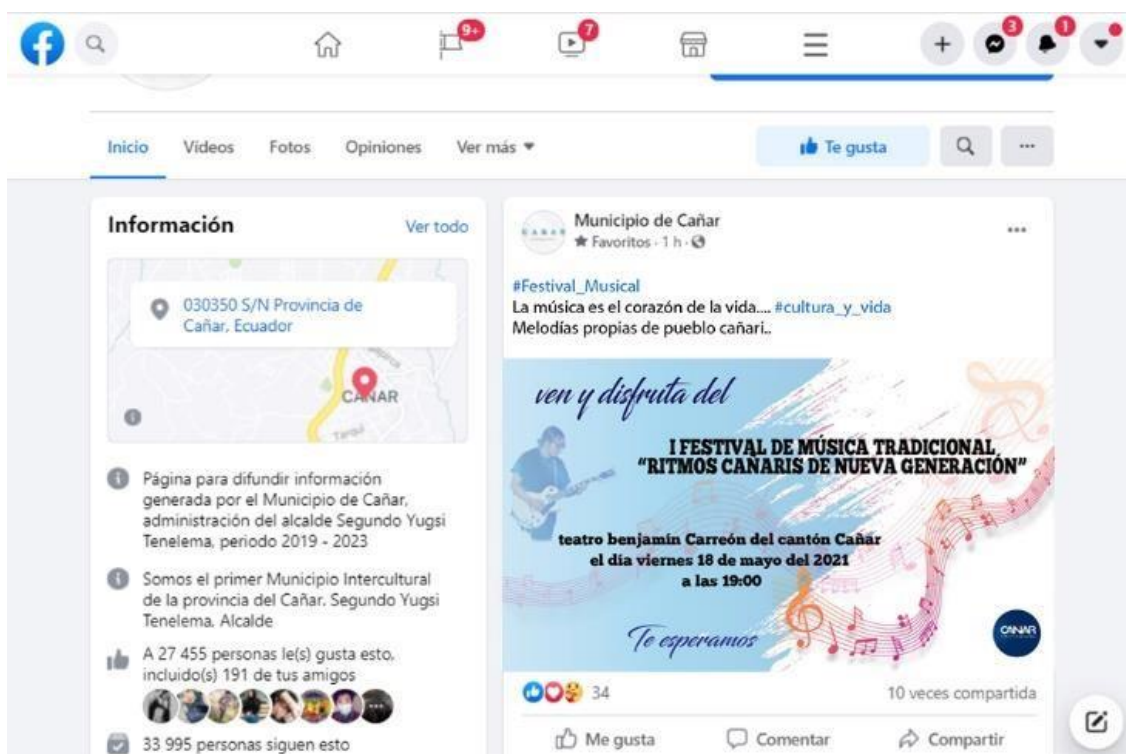 9+
7
3
1
Inicio
Videos
Fotos
Opiniones
Ver más
Te gusta
Información
Ver todo
030350 S/N Provincia de
Cañar, Ecuador
CAÑAR
Tarqui
Página para difundir información
generada por el Municipio de Cañar,
administración del alcalde Segundo Yugsi
Tenelema, periodo 2019 - 2023
Somos el primer Municipio Intercultural
de la provincia del Cañar. Segundo Yugsi
Tenelema, Alcalde
A 27 455 personas le(s) gusta esto,
incluido(s) 191 de tus amigos
33 995 personas siguen esto
CAÑAR
Municipio de Cañar
Favoritos · 1 h ·
#Festival_Musical
La música es el corazón de la vida.... #cultura_y_vida
Melodías propias de pueblo cañari..
ven y disfruta del
I FESTIVAL DE MÚSICA TRADICIONAL
“RITMOS CAÑARIS DE NUEVA GENERACIÓN”
teatro benjamín Carreón del cantón Cañar
el día viernes 18 de mayo del 2021
a las 19:00
Te esperamos
CAÑAR
34
10 veces compartida
Me gusta
Comentar
Compartir